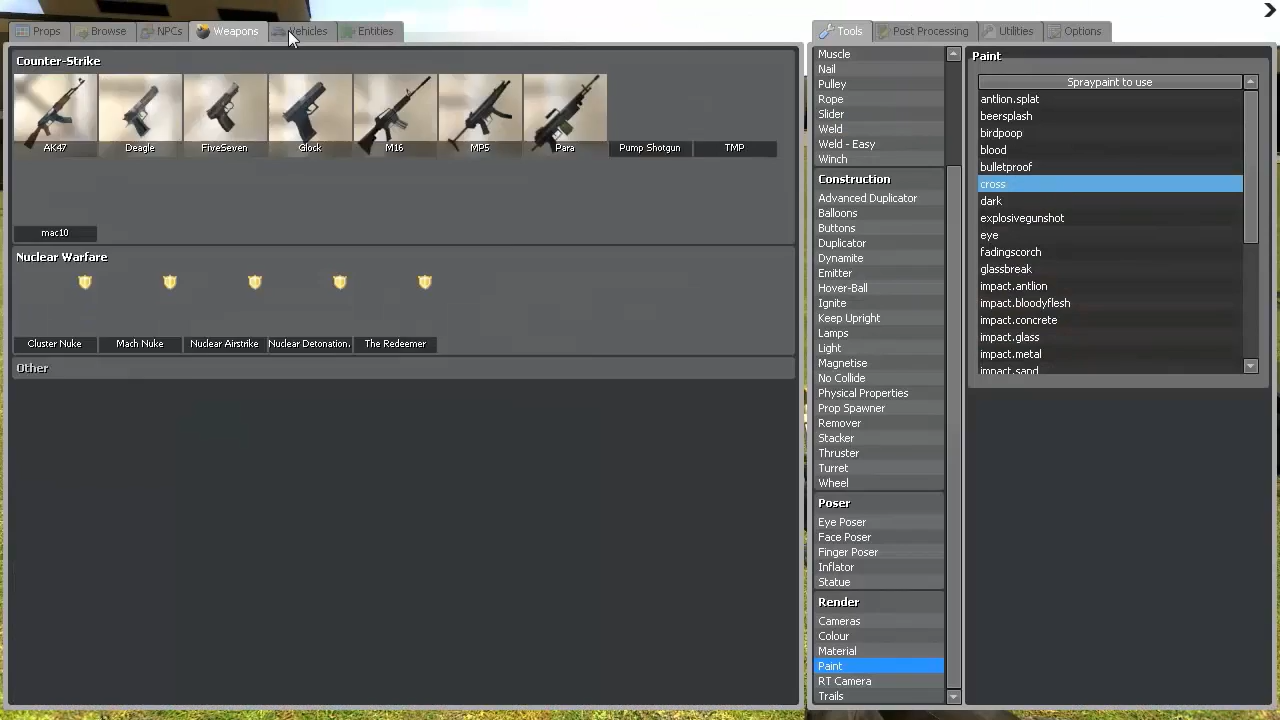 Props Browse NPCs Weapons Vehicles Entities
Counter-Strike
AK47 Deagle FiveSeven Glock M16 MP5 Para Pump Shotgun TMP
mac10
Nuclear Warfare
Cluster Nuke Mach Nuke Nuclear Airstrike Nuclear Detonation. The Redeemer
Other
Tools Post Processing Utilities Options
Muscle
Nail
Pulley
Rope
Slider
Weld
Weld - Easy
Winch
Construction
Advanced Duplicator
Balloons
Buttons
Duplicator
Dynamite
Emitter
Hover-Ball
Ignite
Keep Upright
Lamps
Light
Magnetise
No Collide
Physical Properties
Prop Spawner
Remover
Stacker
Thruster
Turret
Wheel
Poser
Eye Poser
Face Poser
Finger Poser
Inflator
Statue
Render
Cameras
Colour
Material
Paint
RT Camera
Trails
Paint
Spraypaint to use
antlion.splat
beersplash
birdpoop
blood
bulletproof
cross
dark
explosivegunshot
eye
fadingscorch
glassbreak
impact.antlion
impact.bloodyflesh
impact.concrete
impact.glass
impact.metal
impact.sand